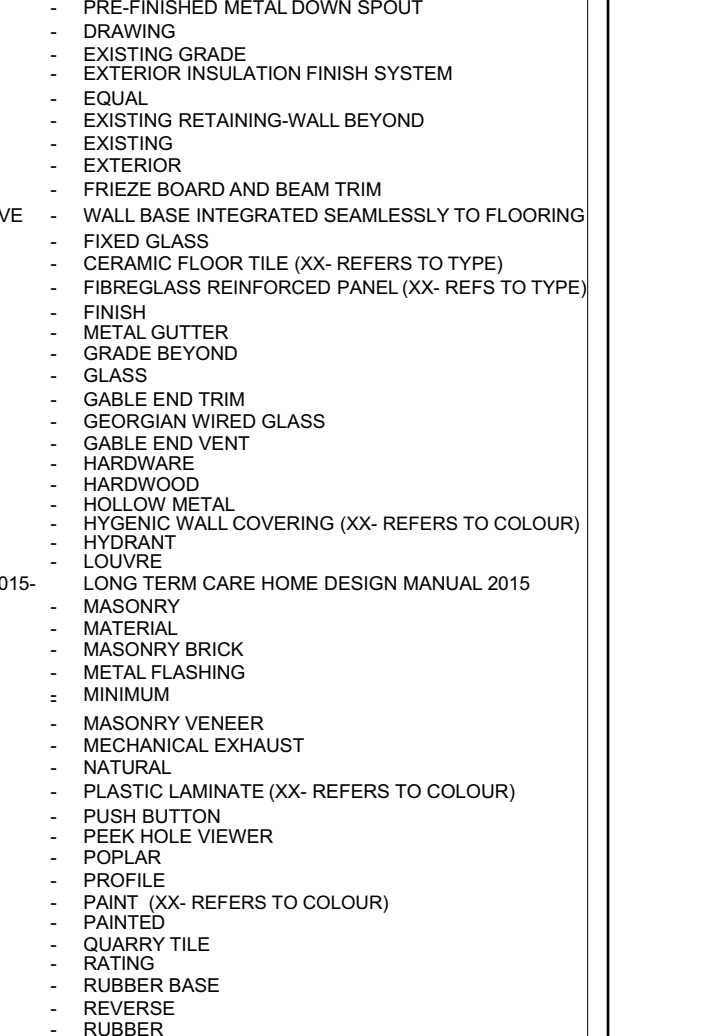 - PRE-FINISHED METAL DOWN SPOUT
- DRAWING
- EXISTING GRADE
- EXTERIOR INSULATION FINISH SYSTEM
- EQUAL
- EXISTING RETAINING-WALL BEYOND
- EXISTING
- EXTERIOR
- FRIEZE BOARD AND BEAM TRIM
VE - WALL BASE INTEGRATED SEAMLESSLY TO FLOORING
- FIXED GLASS
- CERAMIC FLOOR TILE (XX- REFERS TO TYPE)
- FIBREGLASS REINFORCED PANEL (XX- REFS TO TYPE)
- FINISH
- METAL GUTTER
- GRADE BEYOND
- GLASS
- GABLE END TRIM
- GEORGIAN WIRED GLASS
- GABLE END VENT
- HARDWARE
- HARDWOOD
- HOLLOW METAL
- HYGENIC WALL COVERING (XX- REFERS TO COLOUR)
- HYDRANT
- LOUVRE
015- LONG TERM CARE HOME DESIGN MANUAL 2015
- MASONRY
- MATERIAL
- MASONRY BRICK
- METAL FLASHING
- MINIMUM
- MASONRY VENEER
- MECHANICAL EXHAUST
- NATURAL
- PLASTIC LAMINATE (XX- REFERS TO COLOUR)
- PUSH BUTTON
- PEEK HOLE VIEWER
- POPLAR
- PROFILE
- PAINT (XX- REFERS TO COLOUR)
- PAINTED
- QUARRY TILE
- RATING
- RUBBER BASE
- REVERSE
- RUBBER